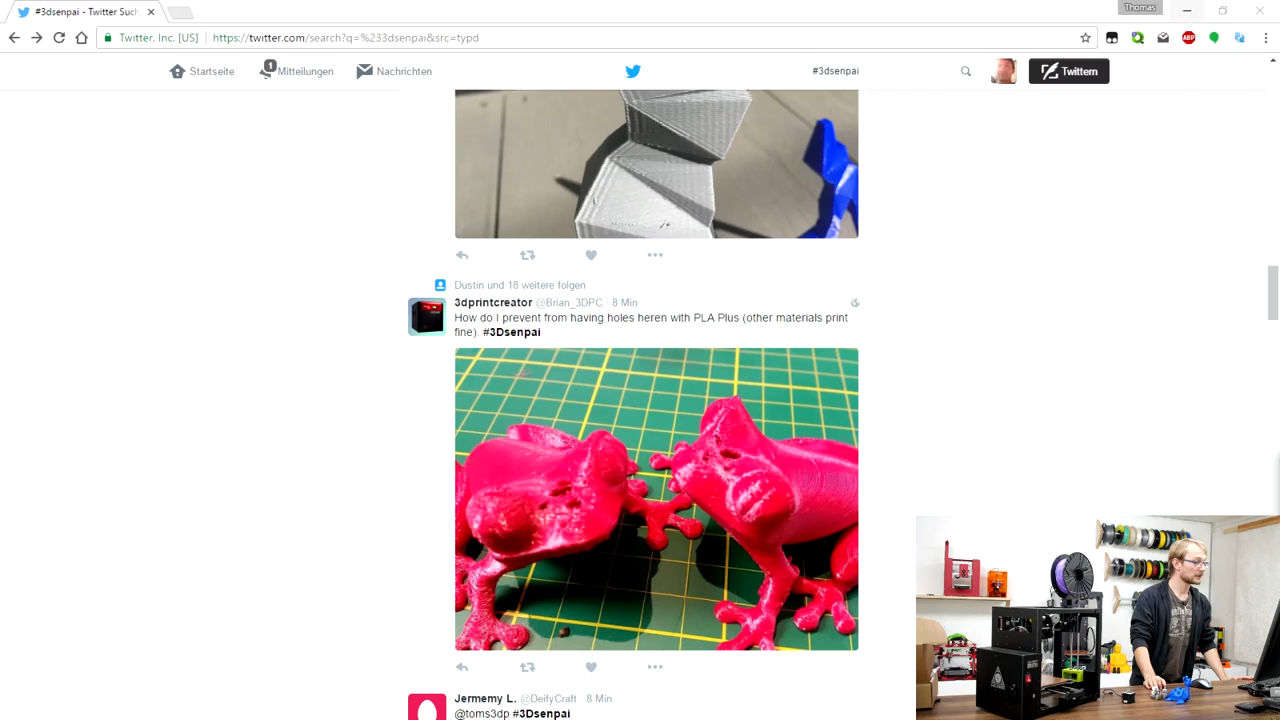 #3dsenpai - Twitter Such
Thomas
Twitter, Inc. [US]
https://twitter.com/search?q=%233dsenpai&src=typd
ABP
Startseite
1
Mitteilungen
Nachrichten
#3dsenpai
Twittern
Dustin und 18 weitere folgen
3dprintcreator @Brian_3DPC · 8 Min
How do I prevent from having holes heren with PLA Plus (other materials print
fine). #3Dsenpai
Jermemy L. @DeifyCraft · 8 Min
@toms3dp #3Dsenpai